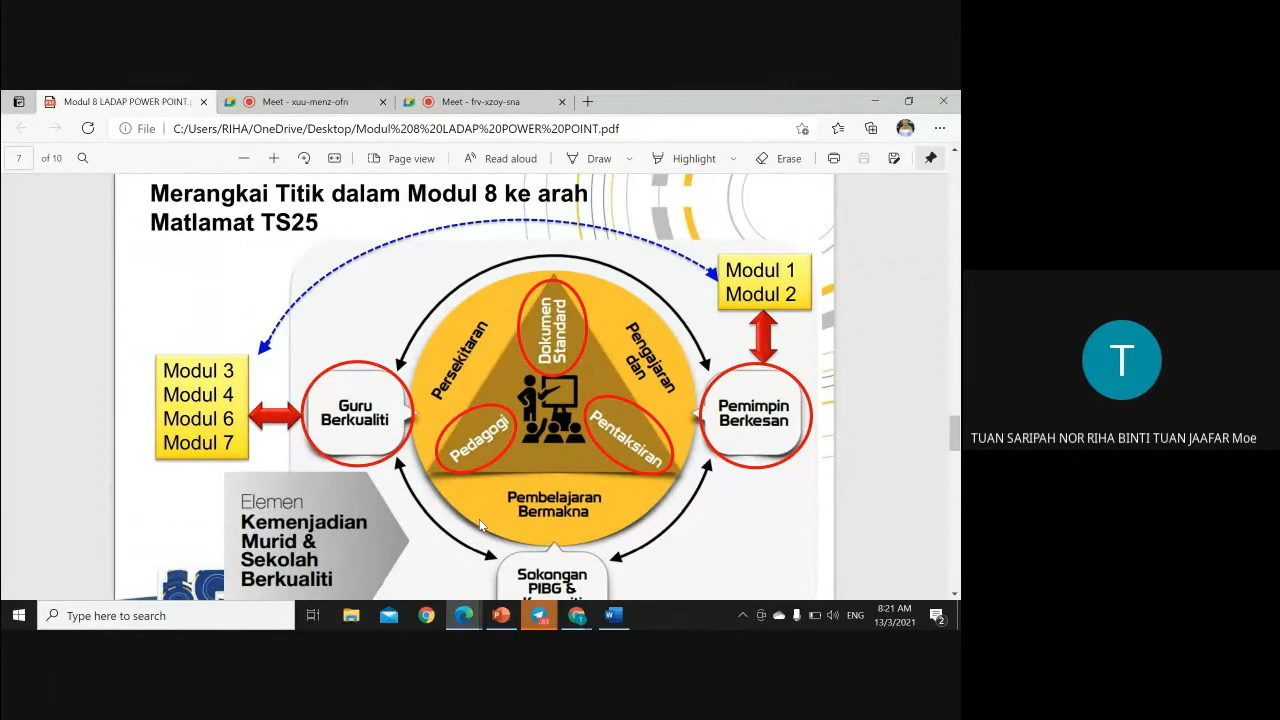 Modul 8 LADAP POWER POINT.
Meet - xuu-menz-ofn
Meet - frv-xzoy-sna
File
C:/Users/RIHA/OneDrive/Desktop/Modul%208%20LADAP%20POWER%20POINT.pdf
7 of 10
Page view
Read aloud
Draw
Highlight
Erase
Merangkai Titik dalam Modul 8 ke arah
Matlamat TS25
Modul 1
Modul 2
Modul 3
Modul 4
Modul 6
Modul 7
Guru
Berkualiti
Persekitaran
Dokumen
Standard
Pengajaran
dan
Pedagogi
Pentaksiran
Pemimpin
Berkesan
Pembelajaran
Bermakna
Elemen
Kemenjadian
Murid &
Sekolah
Berkualiti
Sokongan
PIBG &
T
TUAN SARIPAH NOR RIHA BINTI TUAN JAAFAR Moe
Type here to search
63
ENG
8:21 AM
13/3/2021
2